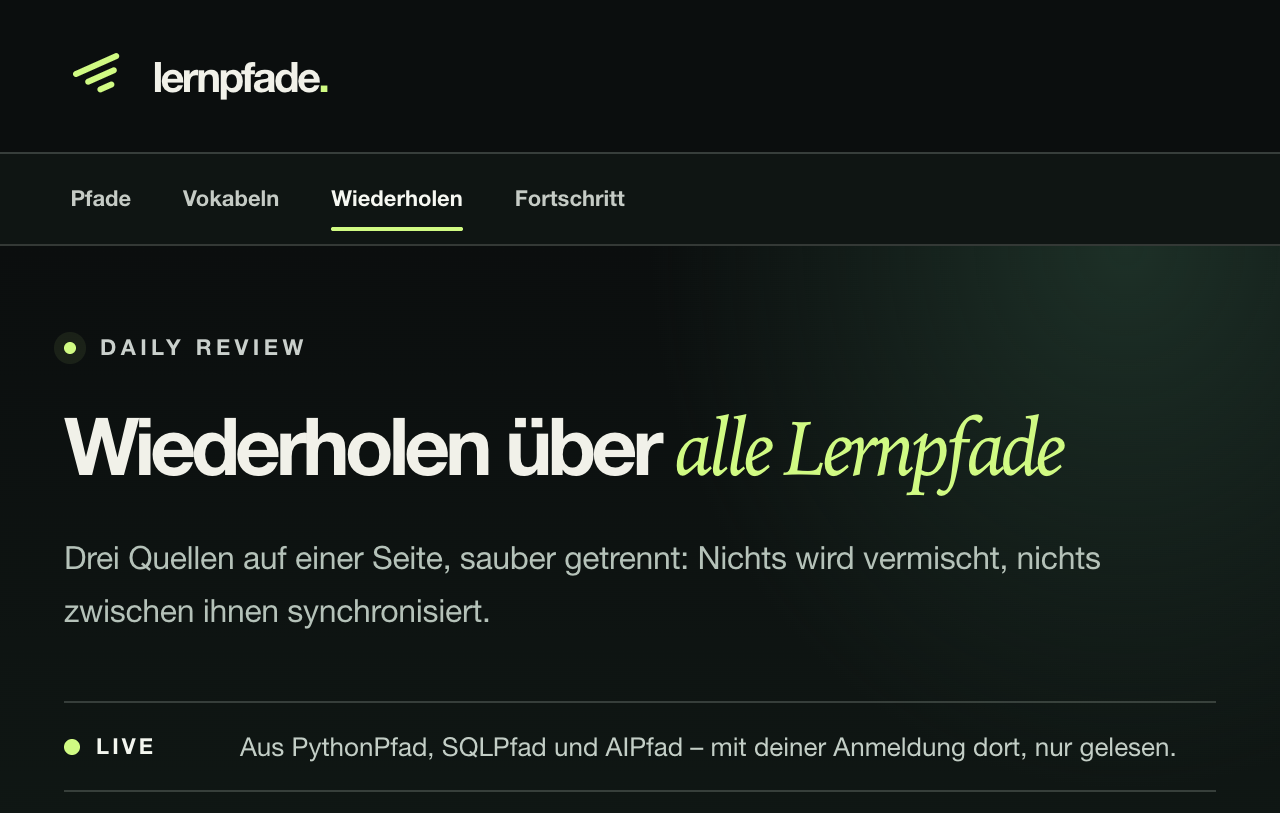 lernpfade.
Pfade Vokabeln Wiederholen Fortschritt
DAILY REVIEW
Wiederholen über alle Lernpfade
Drei Quellen auf einer Seite, sauber getrennt: Nichts wird vermischt, nichts
zwischen ihnen synchronisiert.
LIVE Aus PythonPfad, SQLPfad und AIPfad – mit deiner Anmeldung dort, nur gelesen.